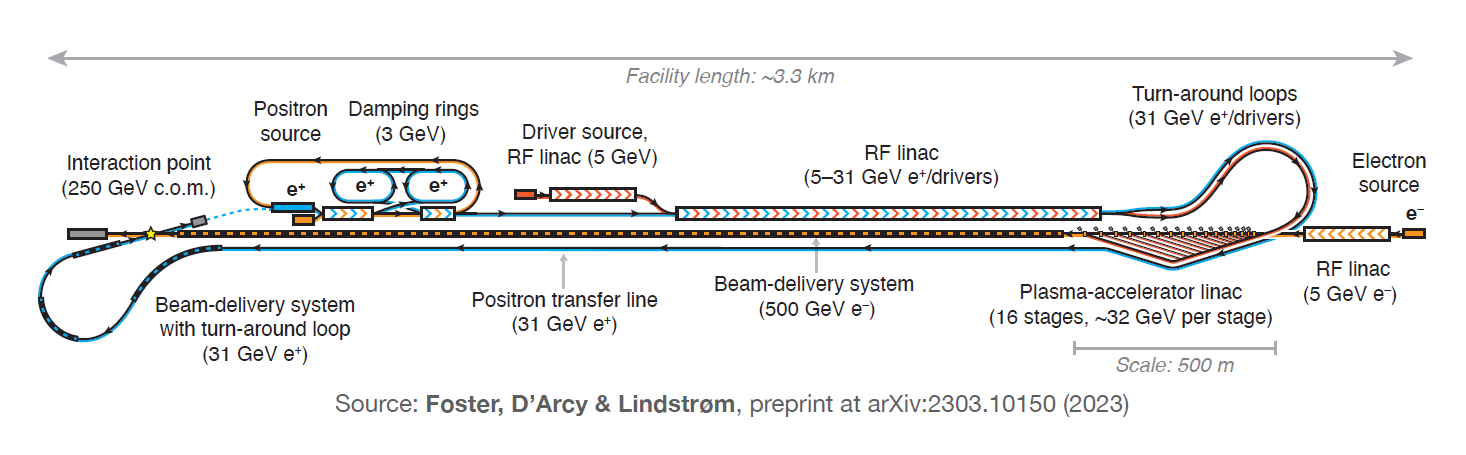 Facility length: ~3.3 km
Positron
source
Damping rings
(3 GeV)
Driver source,
RF linac (5 GeV)
RF linac
(5–31 GeV e⁺/drivers)
Turn-around loops
(31 GeV e⁺/drivers)
Electron
source
e⁻
Interaction point
(250 GeV c.o.m.)
e⁺
e⁺
e⁺
Beam-delivery system
with turn-around loop
(31 GeV e⁺)
Positron transfer line
(31 GeV e⁺)
Beam-delivery system
(500 GeV e⁻)
Plasma-accelerator linac
(16 stages, ~32 GeV per stage)
RF linac
(5 GeV e⁻)
Scale: 500 m
Source: Foster, D’Arcy & Lindstrøm, preprint at arXiv:2303.10150 (2023)